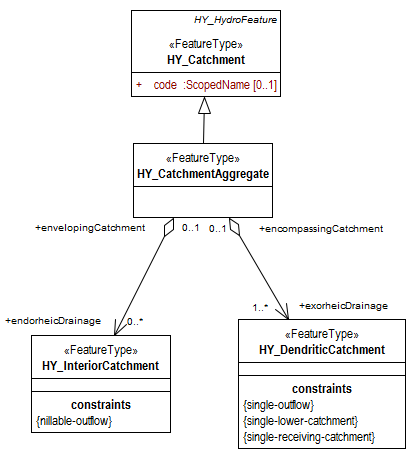 HY_HydroFeature
«FeatureType»
HY_Catchment
+ code :ScopedName [0..1]
«FeatureType»
HY_CatchmentAggregate
+envelopingCatchment
0..1
0..1
+encompassingCatchment
+endorheicDrainage
0..*
1..*
+exorheicDrainage
«FeatureType»
HY_InteriorCatchment
constraints
{nillable-outflow}
«FeatureType»
HY_DendriticCatchment
constraints
{single-outflow}
{single-lower-catchment}
{single-receiving-catchment}